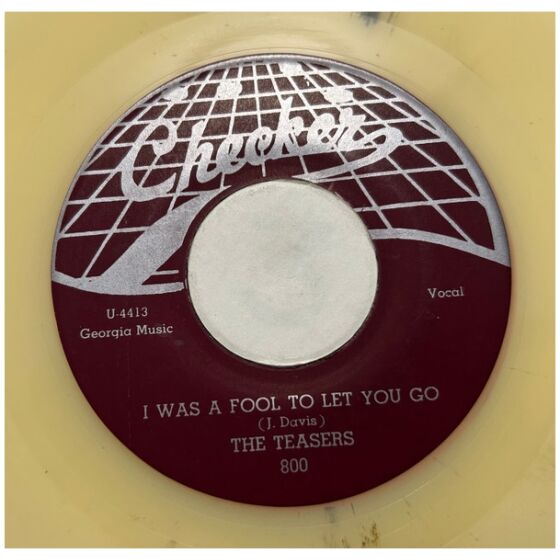 Checker
U-4413
Georgia Music
Vocal
I WAS A FOOL TO LET YOU GO
(J. Davis)
THE TEASERS
800